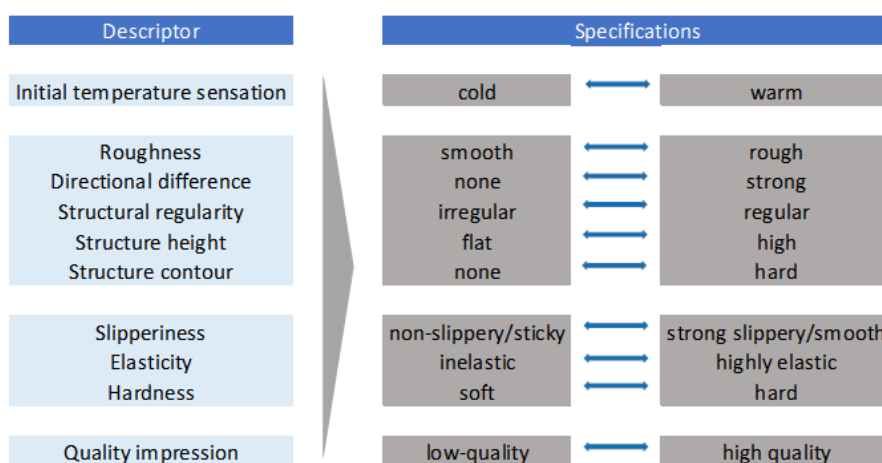 Descriptor Specifications
Initial temperature sensation cold warm
Roughness smooth rough
Directional difference none strong
Structural regularity irregular regular
Structure height flat high
Structure contour none hard
Slipperiness non-slippery/sticky strong slippery/smooth
Elasticity inelastic highly elastic
Hardness soft hard
Quality impression low-quality high quality